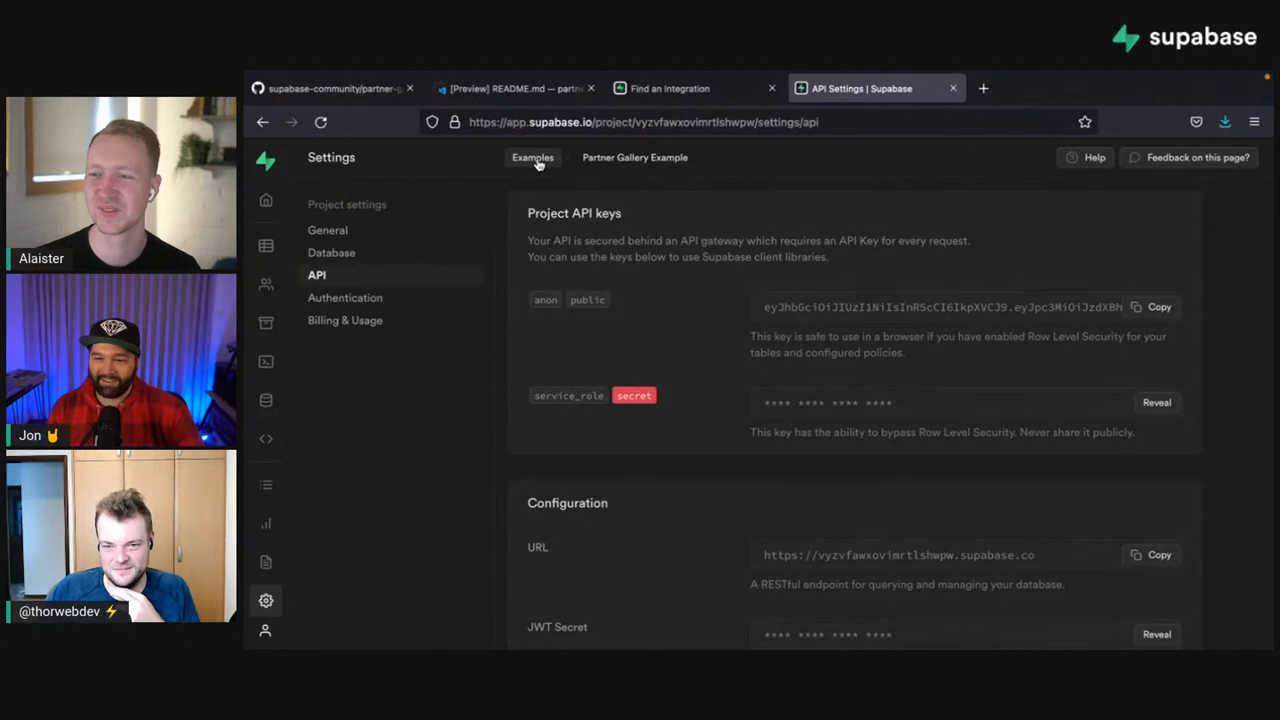 supabase
supabase-community/partner-g
[Preview] README.md — partn
Find an Integration
API Settings | Supabase
https://app.supabase.io/project/vyzvfawxovimrtlshwpw/settings/api
Settings
Examples
Partner Gallery Example
Help
Feedback on this page?
Project settings
General
Database
API
Authentication
Billing & Usage
Project API keys
Your API is secured behind an API gateway which requires an API Key for every request.
You can use the keys below to use Supabase client libraries.
anon
public
eyJhbGciOiJIUzI1NiIsInR5cCI6IkpXVCJ9.eyJpc3MiOiJzdXBh
Copy
This key is safe to use in a browser if you have enabled Row Level Security for your
tables and configured policies.
service_role
secret
**** **** **** ****
Reveal
This key has the ability to bypass Row Level Security. Never share it publicly.
Configuration
URL
https://vyzvfawxovimrtlshwpw.supabase.co
Copy
A RESTful endpoint for querying and managing your database.
JWT Secret
**** **** **** ****
Reveal
Alaister
Jon 🤘
@thorwebdev ⚡